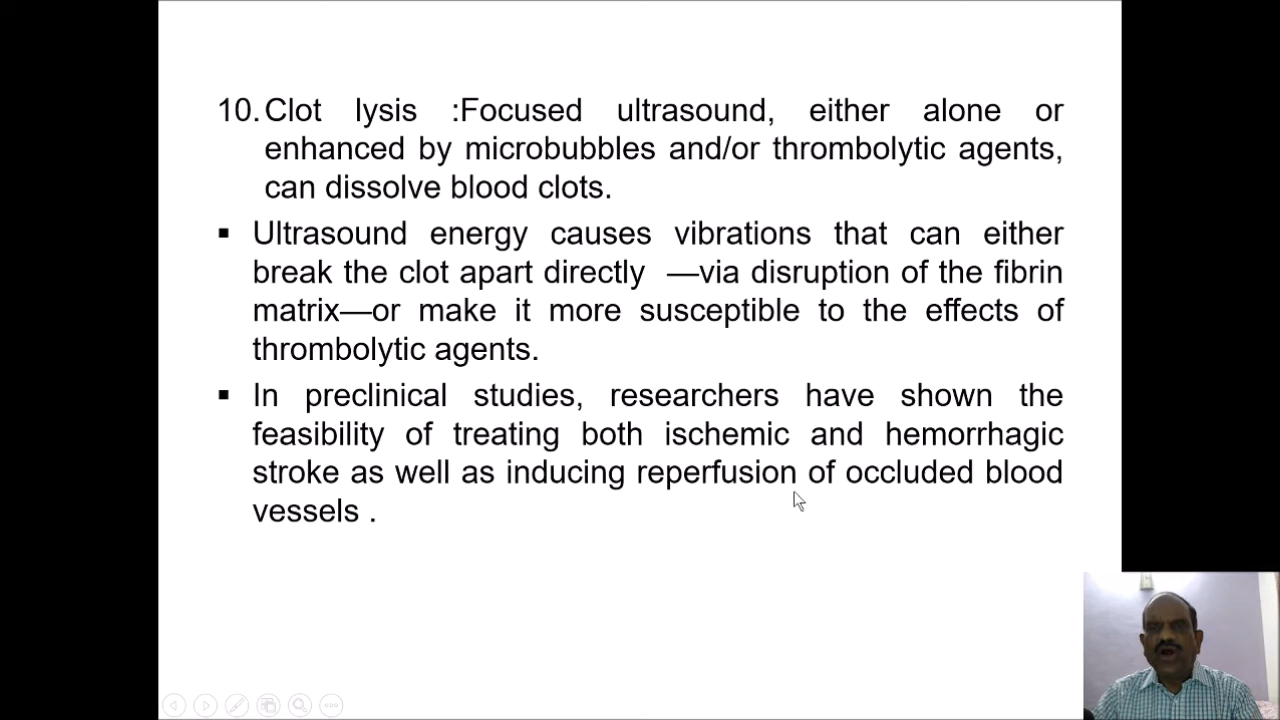 10. Clot lysis :Focused ultrasound, either alone or
enhanced by microbubbles and/or thrombolytic agents,
can dissolve blood clots.
▪ Ultrasound energy causes vibrations that can either
break the clot apart directly —via disruption of the fibrin
matrix—or make it more susceptible to the effects of
thrombolytic agents.
▪ In preclinical studies, researchers have shown the
feasibility of treating both ischemic and hemorrhagic
stroke as well as inducing reperfusion of occluded blood
vessels .